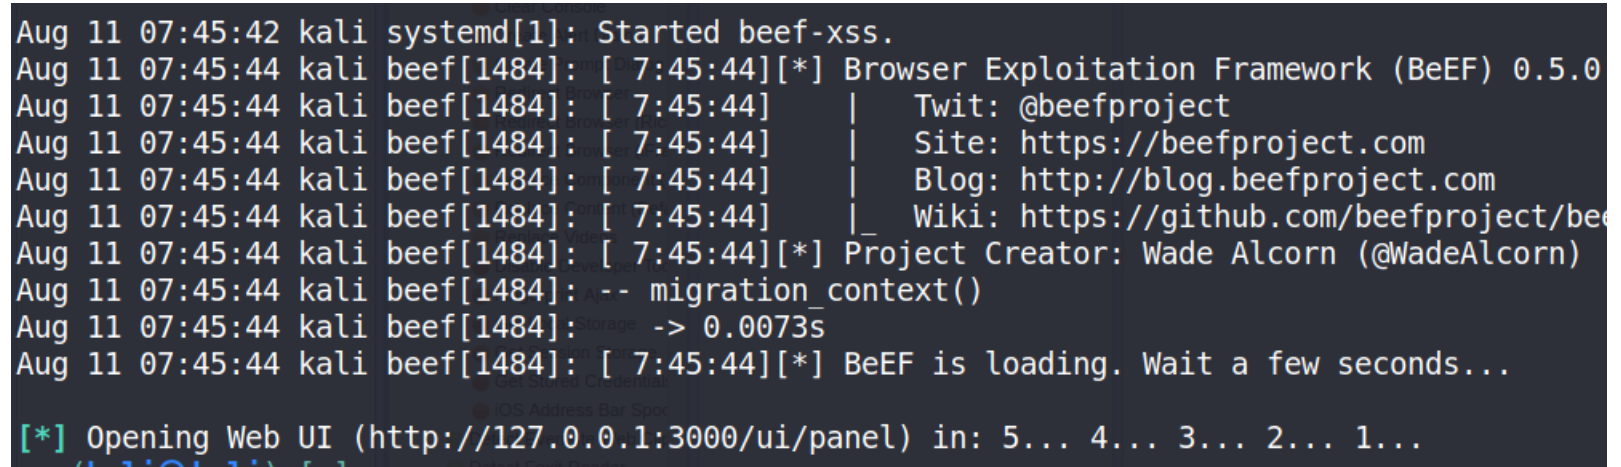 Aug 11 07:45:42 kali systemd[1]: Started beef-xss.
Aug 11 07:45:44 kali beef[1484]: [ 7:45:44][*] Browser Exploitation Framework (BeEF) 0.5.0
Aug 11 07:45:44 kali beef[1484]: [ 7:45:44]    |   Twit: @beefproject
Aug 11 07:45:44 kali beef[1484]: [ 7:45:44]    |   Site: https://beefproject.com
Aug 11 07:45:44 kali beef[1484]: [ 7:45:44]    |   Blog: http://blog.beefproject.com
Aug 11 07:45:44 kali beef[1484]: [ 7:45:44]    |_  Wiki: https://github.com/beefproject/bee
Aug 11 07:45:44 kali beef[1484]: [ 7:45:44][*] Project Creator: Wade Alcorn (@WadeAlcorn)
Aug 11 07:45:44 kali beef[1484]: -- migration_context()
Aug 11 07:45:44 kali beef[1484]:    -> 0.0073s
Aug 11 07:45:44 kali beef[1484]: [ 7:45:44][*] BeEF is loading. Wait a few seconds...
[*] Opening Web UI (http://127.0.0.1:3000/ui/panel) in: 5... 4... 3... 2... 1...